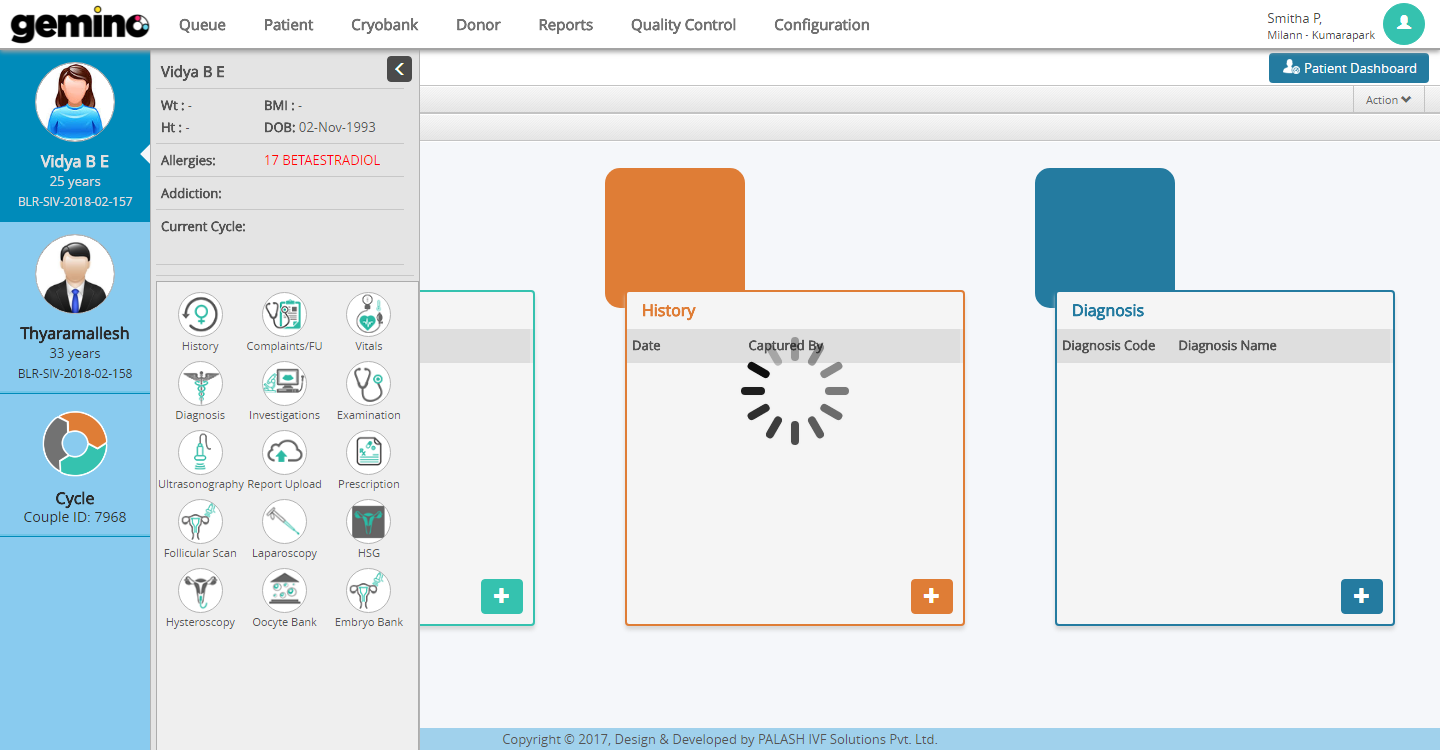 gemino
Queue Patient Cryobank Donor Reports Quality Control Configuration
Smitha P,
Milann - Kumarapark
Patient Dashboard
Action
Vidya B E
25 years
BLR-SIV-2018-02-157
Thyaramallesh
33 years
BLR-SIV-2018-02-158
Cycle
Couple ID: 7968
Vidya B E
Wt : - BMI : -
Ht : - DOB: 02-Nov-1993
Allergies: 17 BETAESTRADIOL
Addiction:
Current Cycle:
History Complaints/FU Vitals
Diagnosis Investigations Examination
Ultrasonography Report Upload Prescription
Follicular Scan Laparoscopy HSG
Hysteroscopy Oocyte Bank Embryo Bank
History
Date Captured By
Diagnosis
Diagnosis Code Diagnosis Name
Copyright © 2017, Design & Developed by PALASH IVF Solutions Pvt. Ltd.